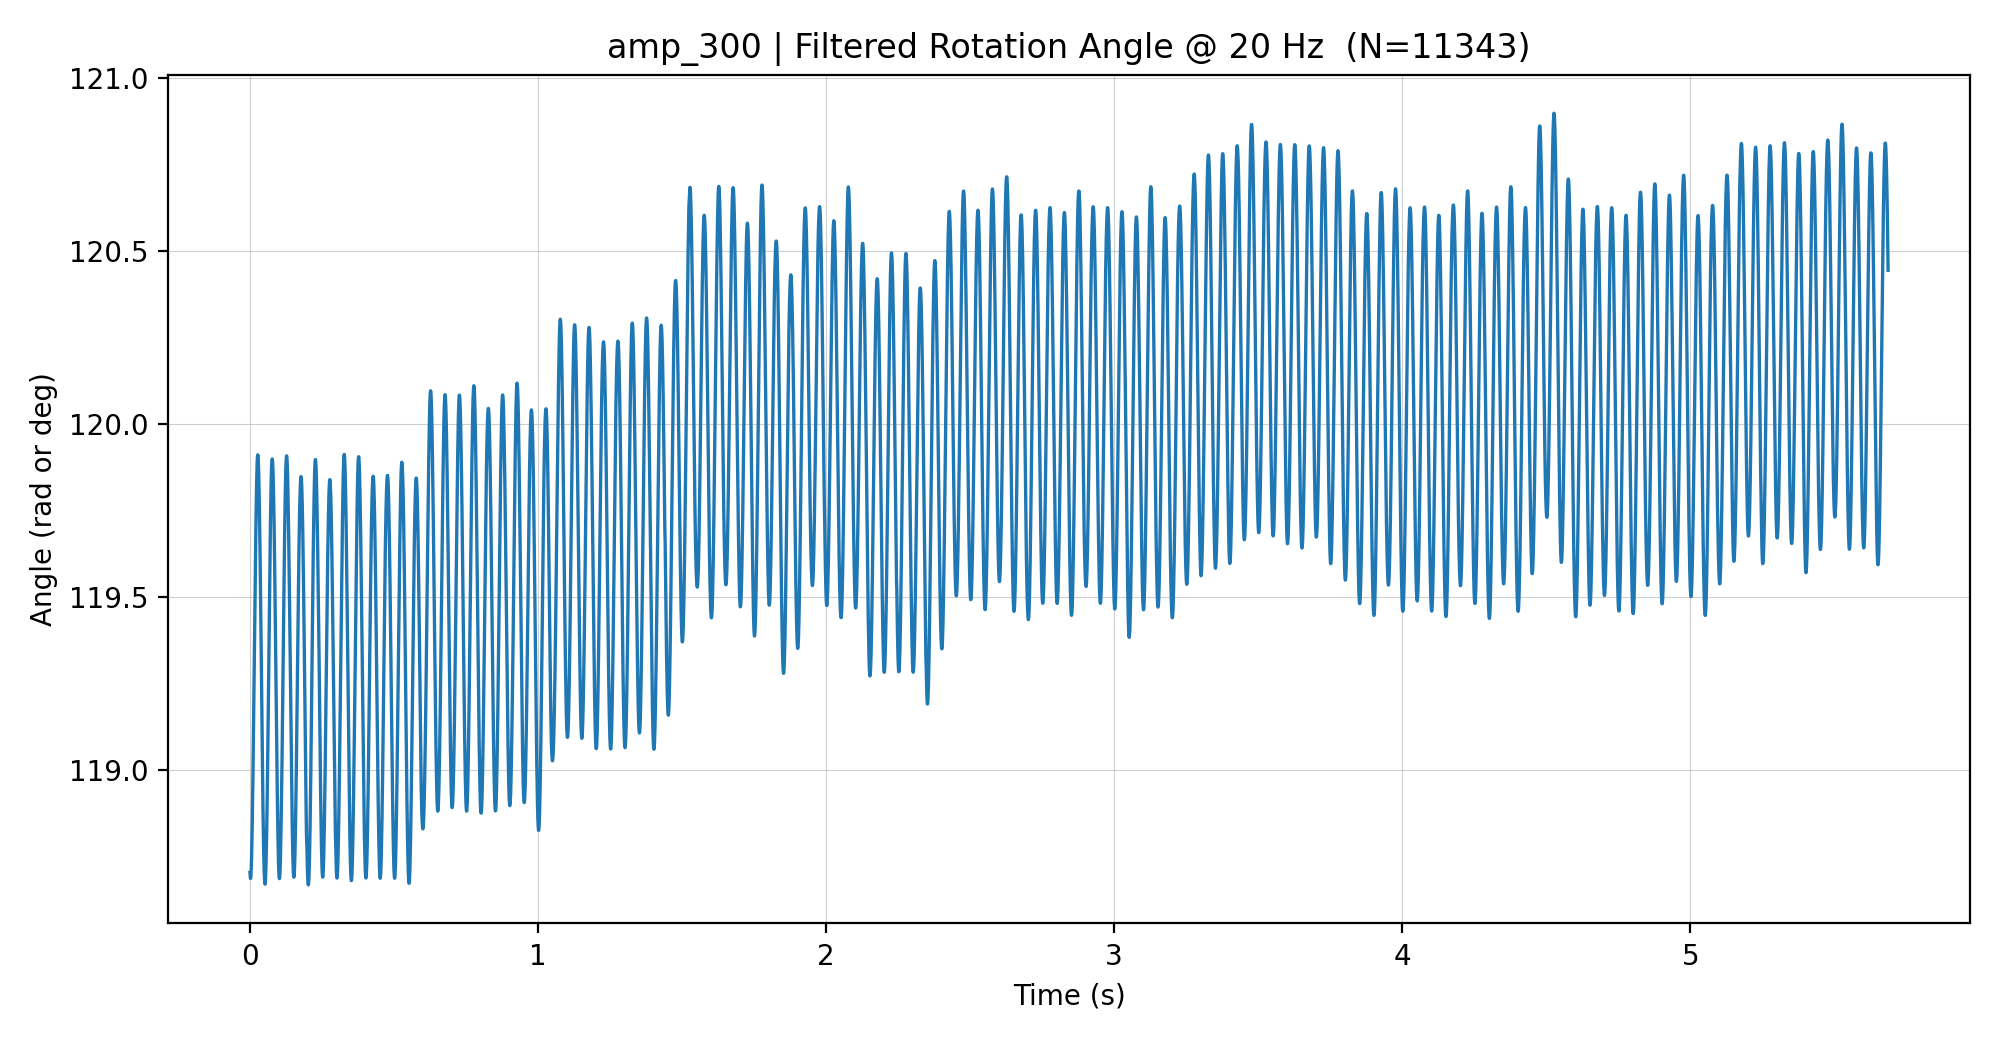 amp_300 | Filtered Rotation Angle @ 20 Hz  (N=11343)
121.0
120.5
120.0
119.5
119.0
Angle (rad or deg)
0 1 2 3 4 5
Time (s)